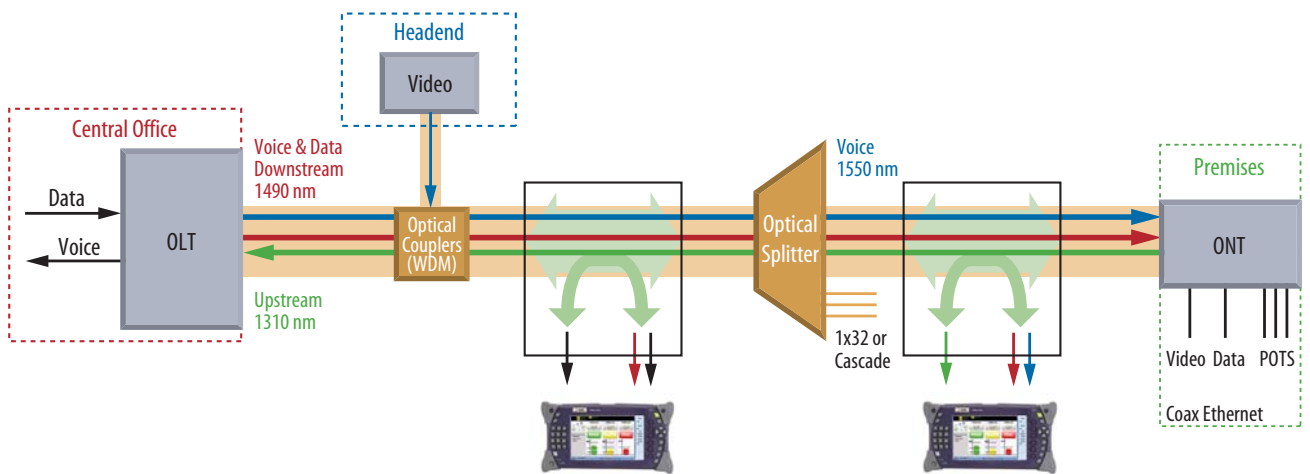 Headend
Video
Central Office
Data
Voice
OLT
Voice & Data
Downstream
1490 nm
Upstream
1310 nm
Optical
Couplers
(WDM)
Optical
Splitter
Voice
1550 nm
1x32 or
Cascade
Premises
ONT
Video Data POTS
Coax Ethernet